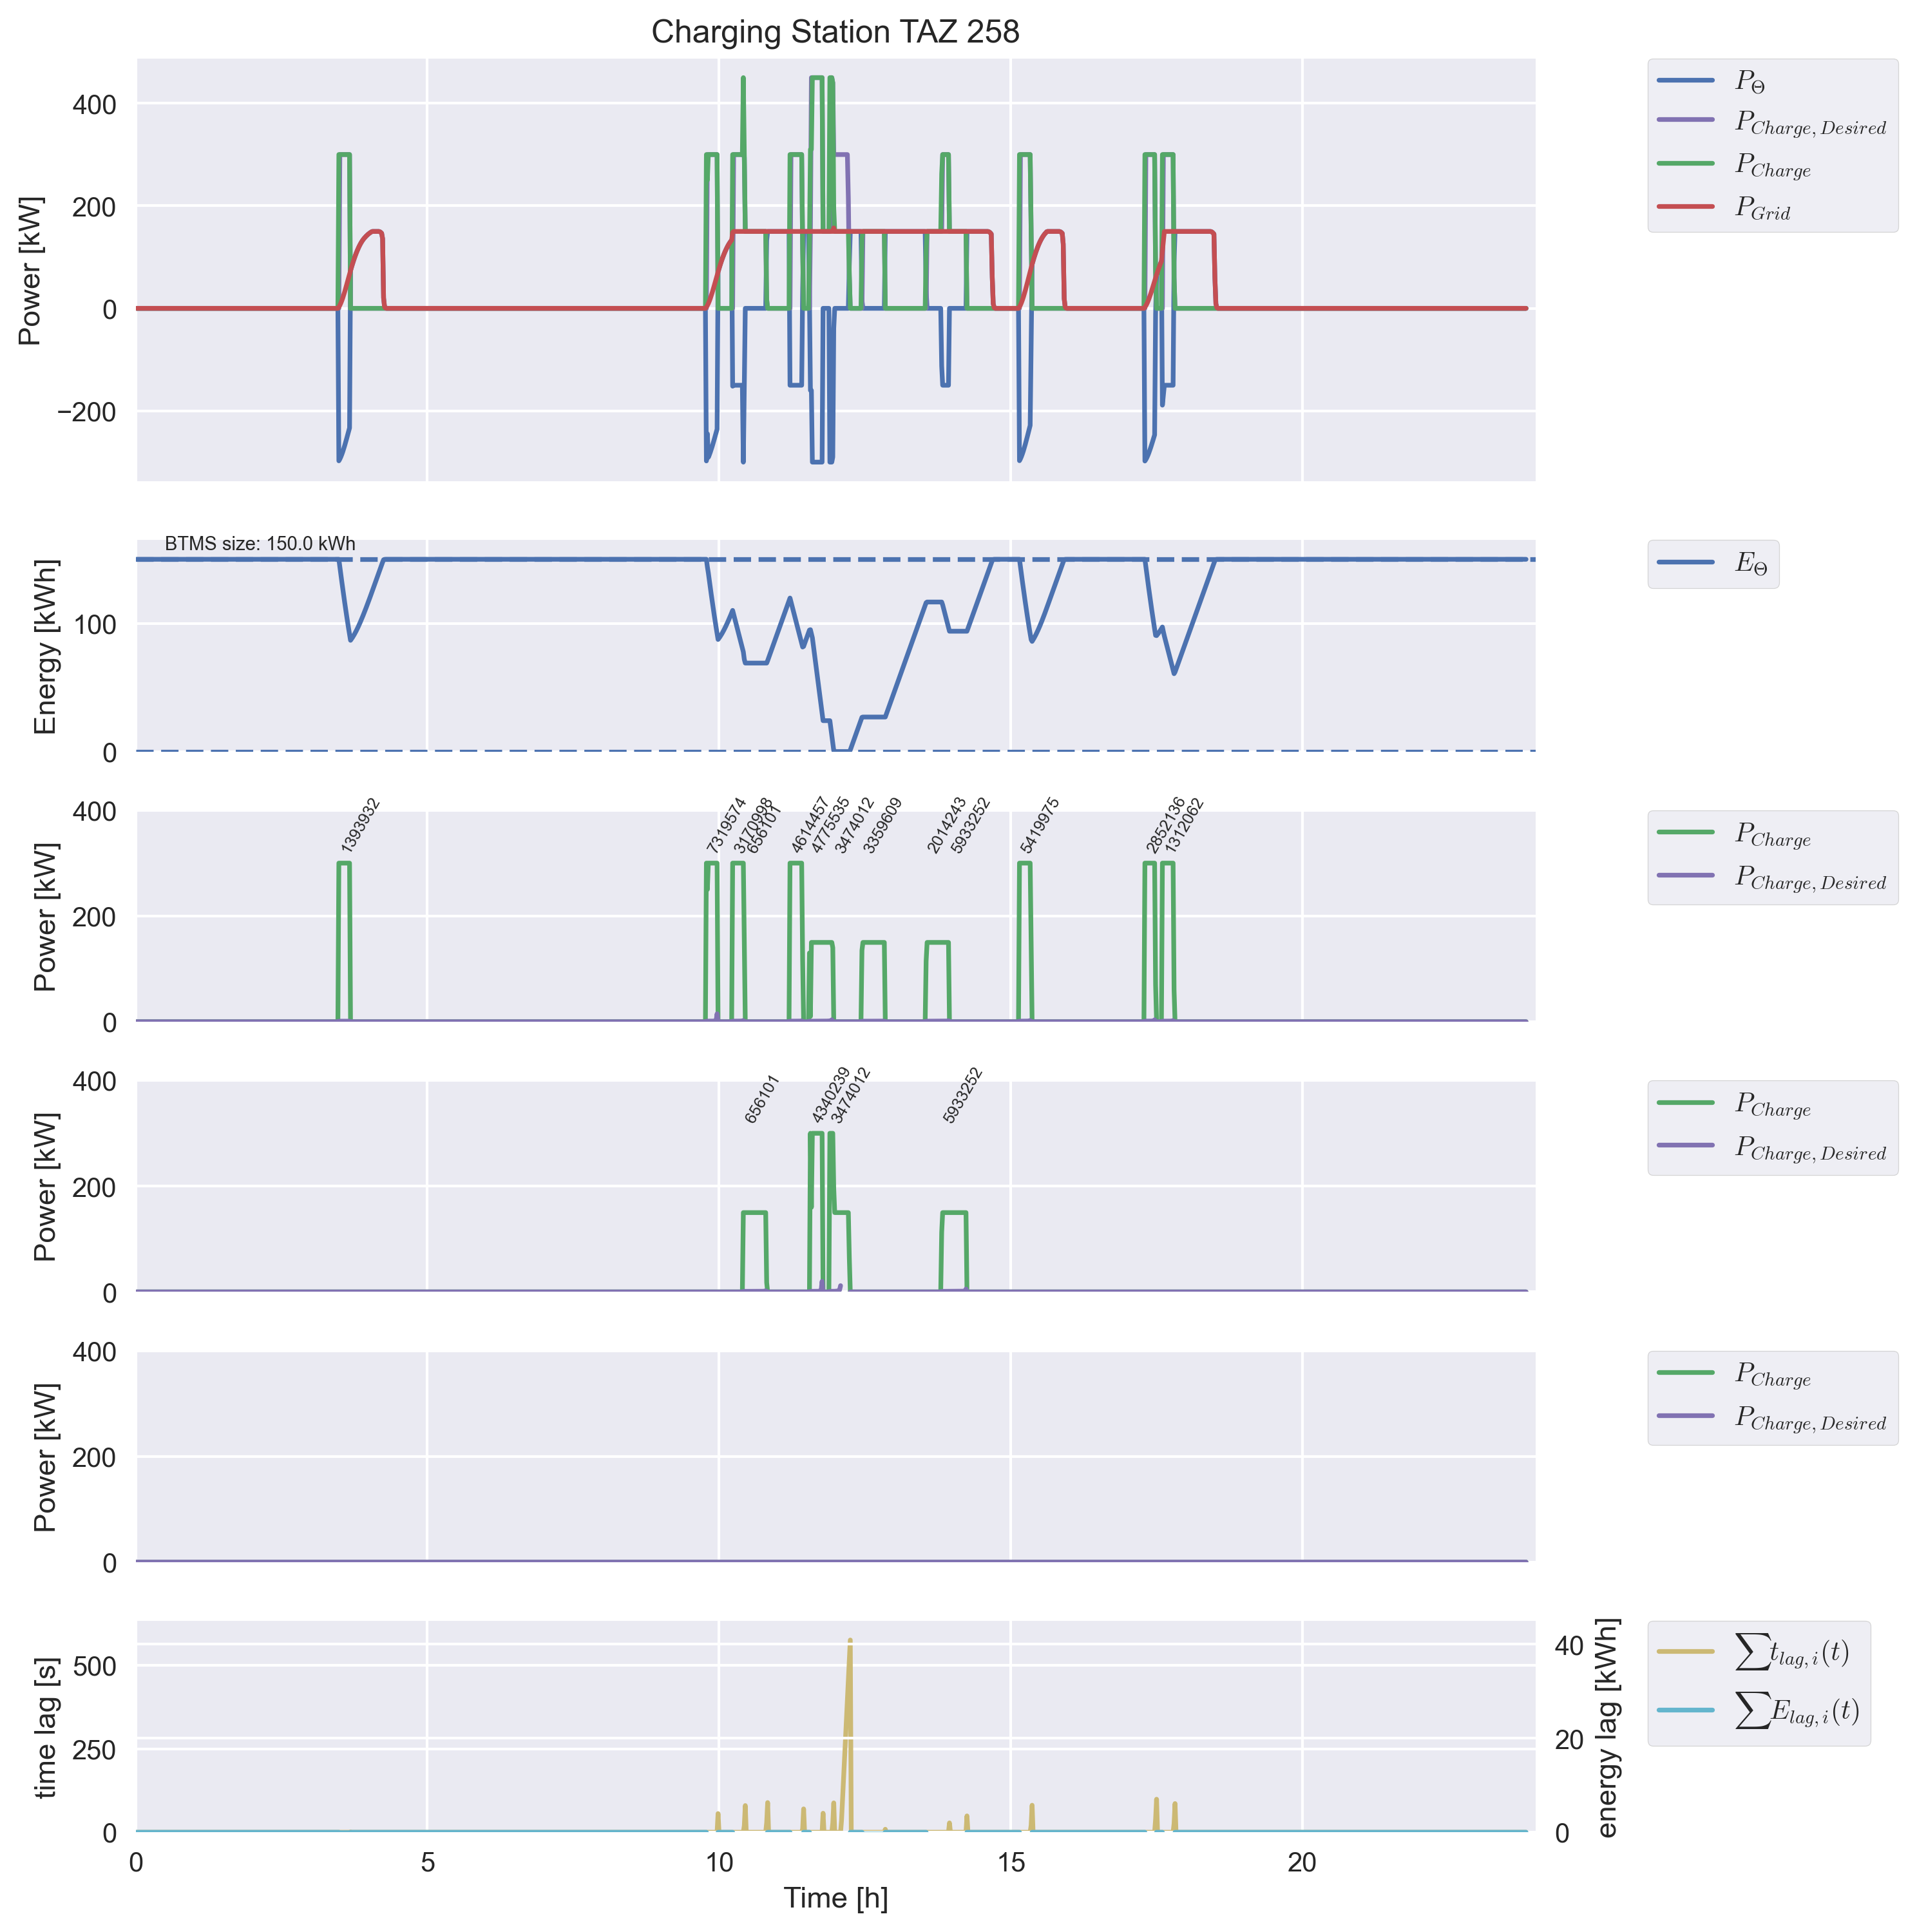 Charging Station TAZ 258
Power [kW]
400
200
0
−200
P_Θ
P_Charge, Desired
P_Charge
P_Grid
Energy [kWh]
100
0
BTMS size: 150.0 kWh
E_Θ
Power [kW]
400
200
0
1393932
7319574
3170998
656101
4614457
4775535
3474012
3359609
2014243
5933252
5419975
2852136
1312062
P_Charge
P_Charge, Desired
Power [kW]
400
200
0
656101
4340239
3474012
5933252
P_Charge
P_Charge, Desired
Power [kW]
400
200
0
P_Charge
P_Charge, Desired
time lag [s]
500
250
0
energy lag [kWh]
40
20
0
∑t_lag, i(t)
∑E_lag, i(t)
0 5 10 15 20
Time [h]